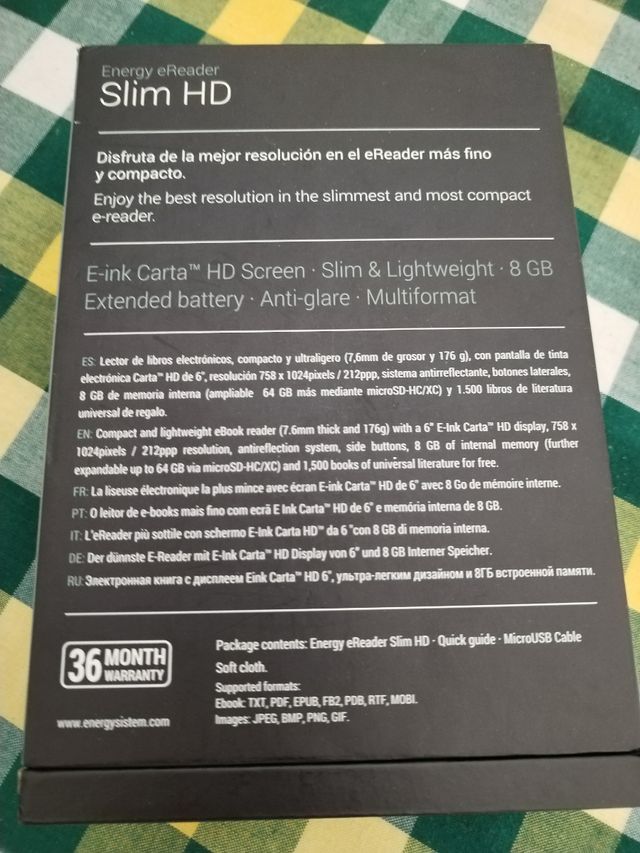 Energy eReader
Slim HD
Disfruta de la mejor resolución en el eReader más fino
y compacto.
Enjoy the best resolution in the slimmest and most compact
e-reader.
E-ink Carta™ HD Screen · Slim & Lightweight · 8 GB
Extended battery · Anti-glare · Multiformat
ES: Lector de libros electrónicos, compacto y ultraligero (7,6mm de grosor y 176 g), con pantalla de tinta
electrónica Carta™ HD de 6", resolución 758 x 1024pixels / 212ppp, sistema antirreflectante, botones laterales,
8 GB de memoria interna (ampliable 64 GB más mediante microSD-HC/XC) y 1.500 libros de literatura
universal de regalo.
EN: Compact and lightweight eBook reader (7.6mm thick and 176g) with a 6" E-Ink Carta™ HD display, 758 x
1024pixels / 212ppp resolution, antireflection system, side buttons, 8 GB of internal memory (further
expandable up to 64 GB via microSD-HC/XC) and 1,500 books of universal literature for free.
FR: La liseuse électronique la plus mince avec écran E-ink Carta™ HD de 6" avec 8 Go de mémoire interne.
PT: O leitor de e-books mais fino com ecrã E Ink Carta™ HD de 6" e memória interna de 8 GB.
IT: L'eReader più sottile con schermo E-Ink Carta HD™ da 6 "con 8 GB di memoria interna.
DE: Der dünnste E-Reader mit E-Ink Carta™ HD Display von 6" und 8 GB Interner Speicher.
RU: Электронная книга с дисплеем Eink Carta™ HD 6", ультра-легким дизайном и 8ГБ встроенной памяти.
36 MONTH
WARRANTY
www.energysistem.com
Package contents: Energy eReader Slim HD · Quick guide · MicroUSB Cable
Soft cloth.
Supported formats:
Ebook: TXT, PDF, EPUB, FB2, PDB, RTF, MOBI.
Images: JPEG, BMP, PNG, GIF.